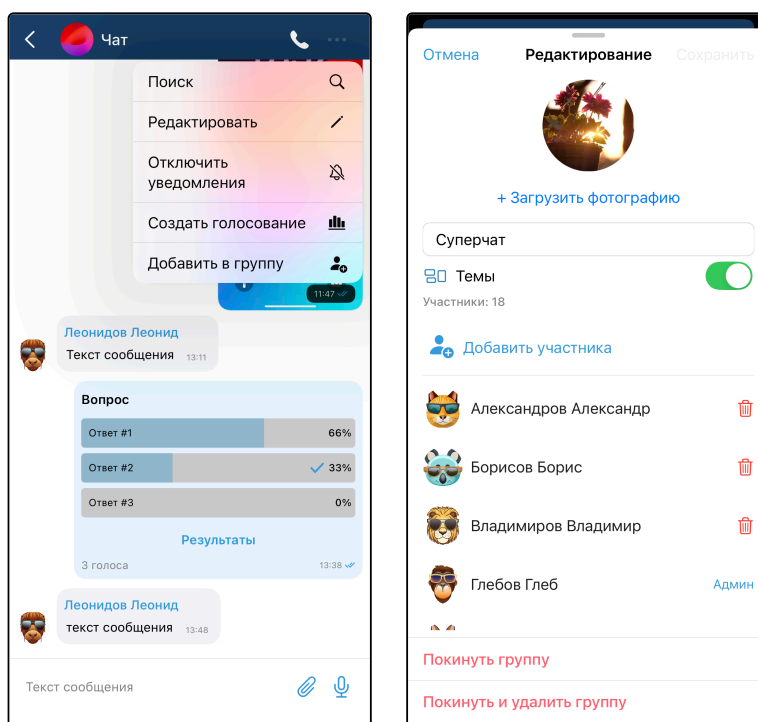 Чат
Поиск
Редактировать
Отключить
уведомления
Создать голосование
Добавить в группу
11:47
Леонидов Леонид
Текст сообщения 13:11
Вопрос
Ответ #1 66%
Ответ #2 33%
Ответ #3 0%
Результаты
3 голоса 13:38
Леонидов Леонид
текст сообщения 13:48
Текст сообщения
Отмена Редактирование Сохранить
+ Загрузить фотографию
Суперчат
Темы
Участники: 18
Добавить участника
Александров Александр
Борисов Борис
Владимиров Владимир
Глебов Глеб Админ
Покинуть группу
Покинуть и удалить группу